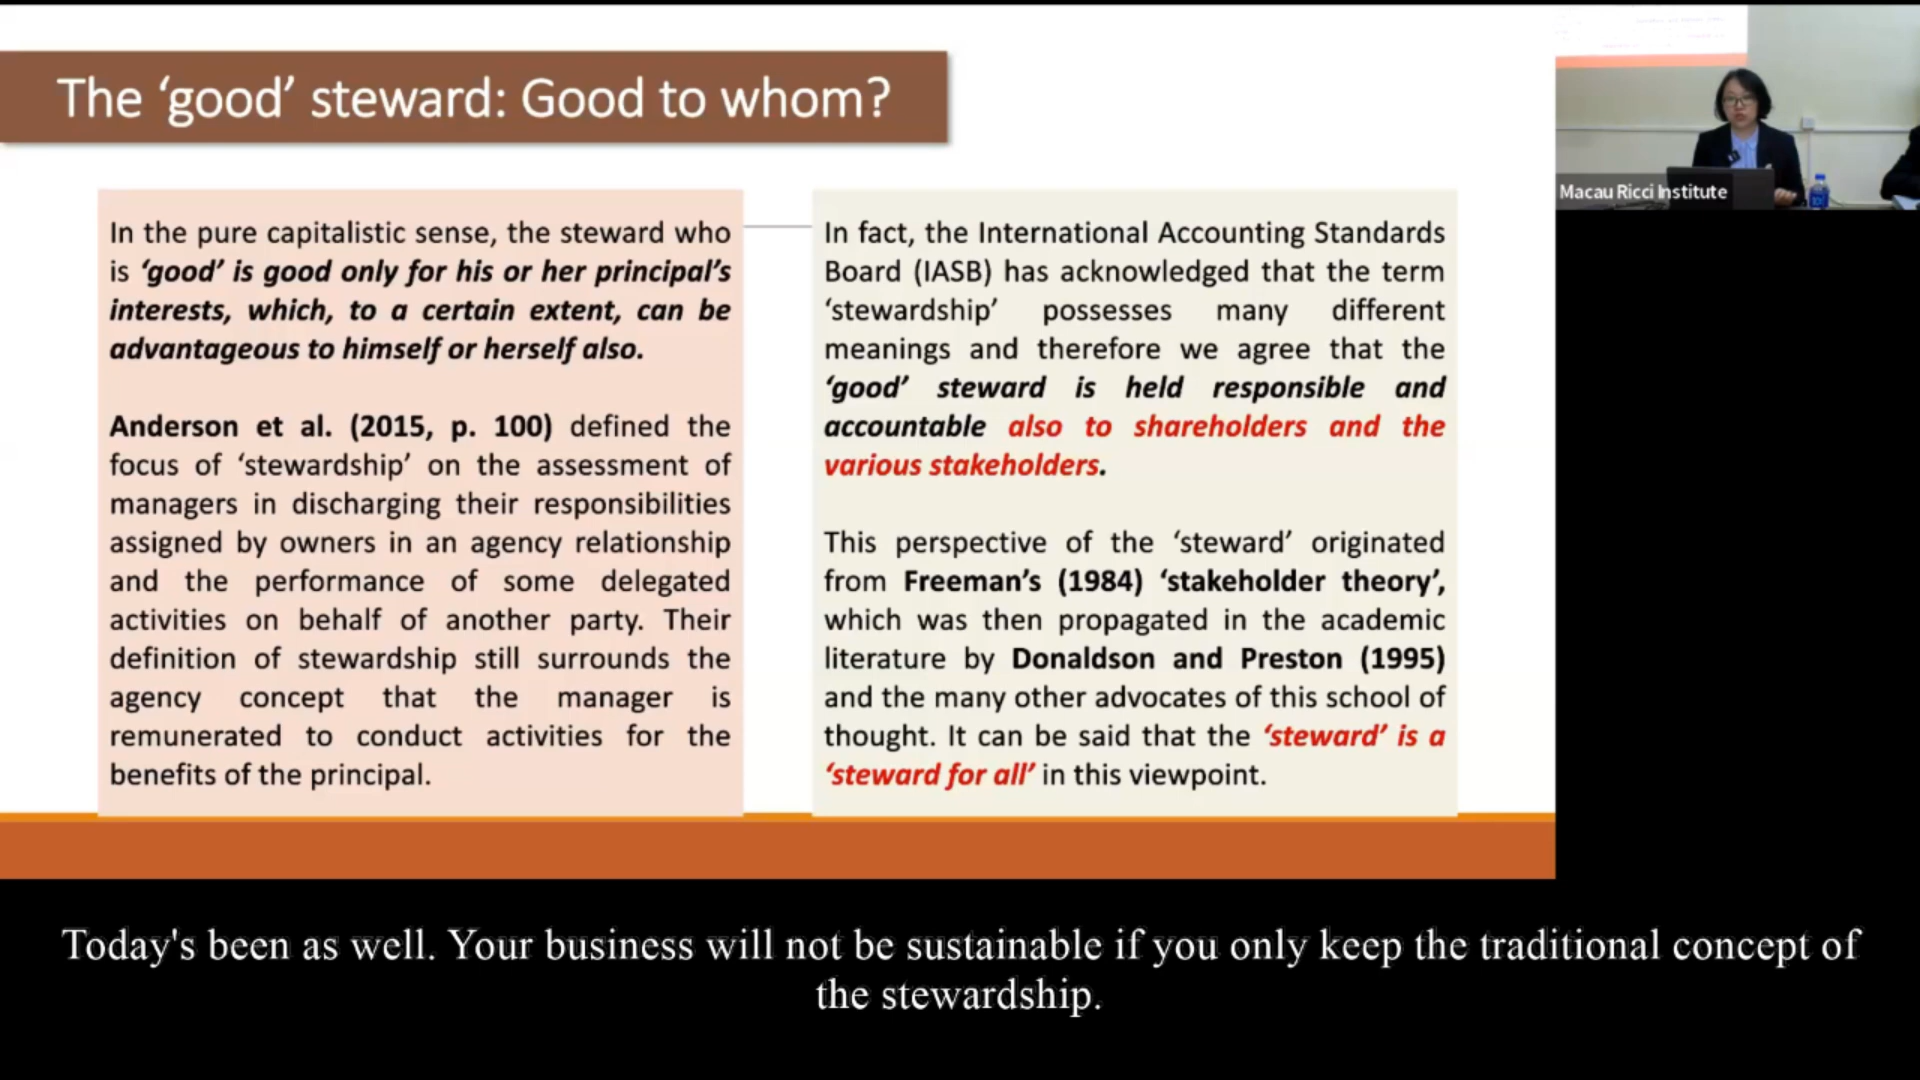 The ‘good’ steward: Good to whom?
In the pure capitalistic sense, the steward who
is ‘good’ is good only for his or her principal’s
interests, which, to a certain extent, can be
advantageous to himself or herself also.
Anderson et al. (2015, p. 100) defined the
focus of ‘stewardship’ on the assessment of
managers in discharging their responsibilities
assigned by owners in an agency relationship
and the performance of some delegated
activities on behalf of another party. Their
definition of stewardship still surrounds the
agency concept that the manager is
remunerated to conduct activities for the
benefits of the principal.
In fact, the International Accounting Standards
Board (IASB) has acknowledged that the term
‘stewardship’ possesses many different
meanings and therefore we agree that the
‘good’ steward is held responsible and
accountable also to shareholders and the
various stakeholders.
This perspective of the ‘steward’ originated
from Freeman’s (1984) ‘stakeholder theory’,
which was then propagated in the academic
literature by Donaldson and Preston (1995)
and the many other advocates of this school of
thought. It can be said that the ‘steward’ is a
‘steward for all’ in this viewpoint.
Macau Ricci Institute
Today's been as well. Your business will not be sustainable if you only keep the traditional concept of
the stewardship.